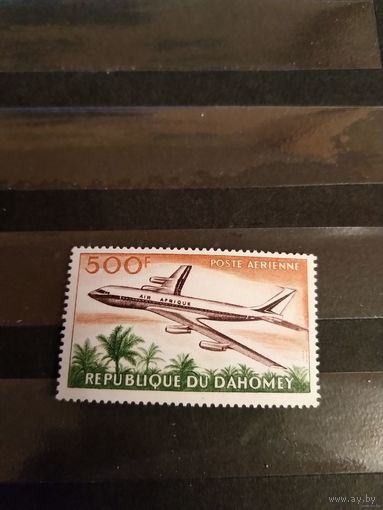 500F
POSTE AERIENNE
AIR AFRIQUE
REPUBLIQUE DU DAHOMEY
www.ay.by